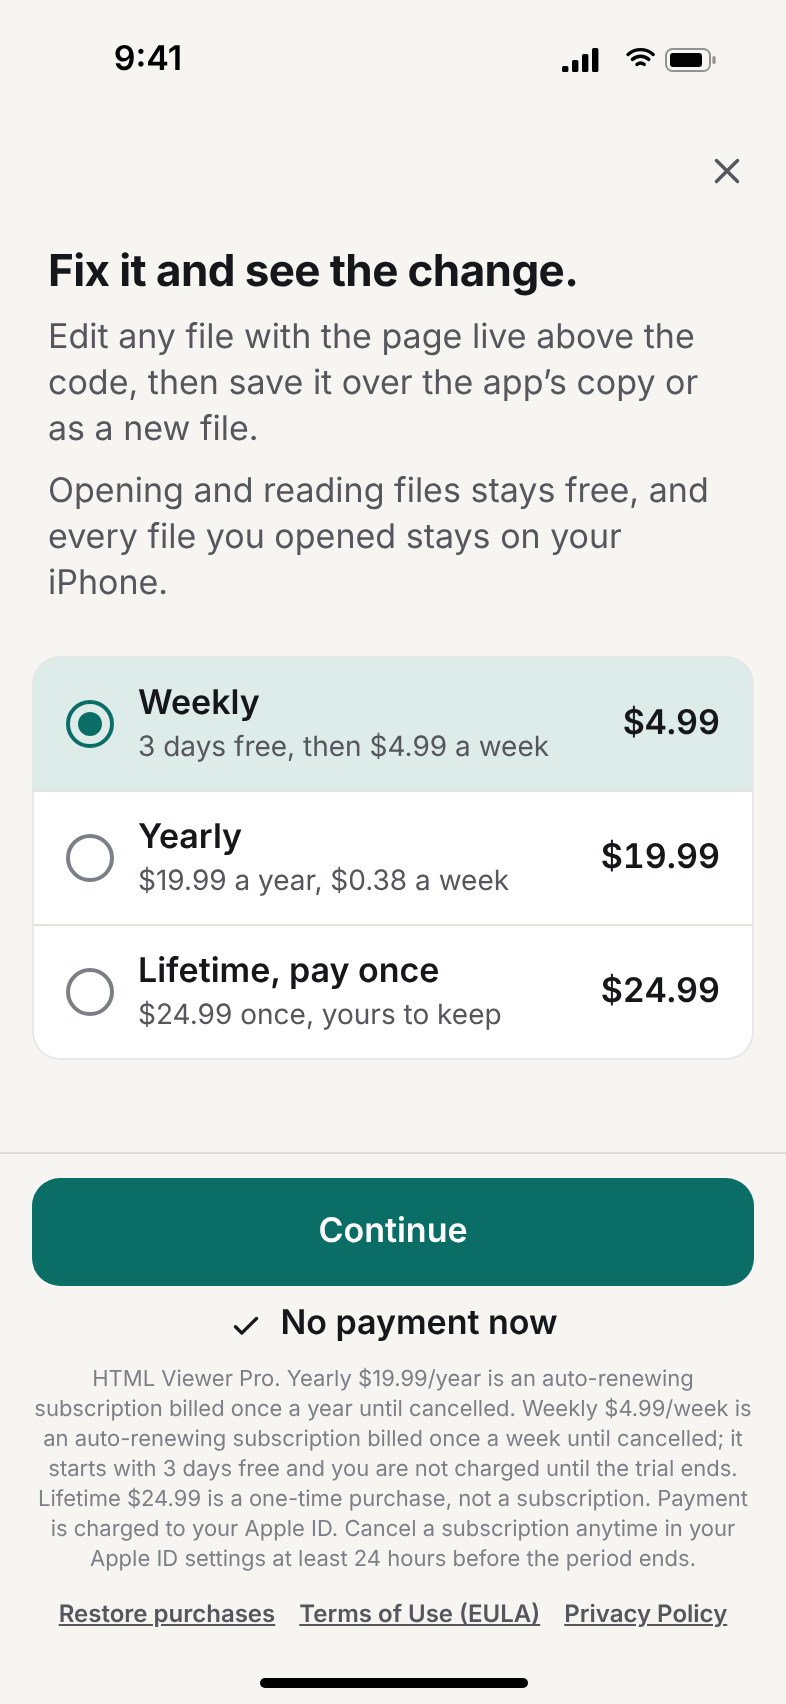 9:41
Fix it and see the change.
Edit any file with the page live above the
code, then save it over the app’s copy or
as a new file.
Opening and reading files stays free, and
every file you opened stays on your
iPhone.
Weekly
3 days free, then $4.99 a week
$4.99
Yearly
$19.99 a year, $0.38 a week
$19.99
Lifetime, pay once
$24.99 once, yours to keep
$24.99
Continue
No payment now
HTML Viewer Pro. Yearly $19.99/year is an auto-renewing
subscription billed once a year until cancelled. Weekly $4.99/week is
an auto-renewing subscription billed once a week until cancelled; it
starts with 3 days free and you are not charged until the trial ends.
Lifetime $24.99 is a one-time purchase, not a subscription. Payment
is charged to your Apple ID. Cancel a subscription anytime in your
Apple ID settings at least 24 hours before the period ends.
Restore purchases Terms of Use (EULA) Privacy Policy